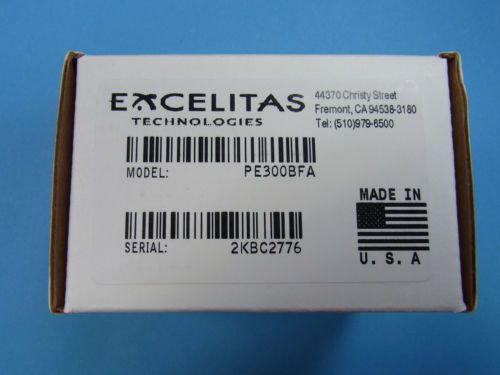 EXCELITAS
TECHNOLOGIES
44370 Christy Street
Fremont, CA 94538-3180
Tel: (510)979-6500
MODEL: PE300BFA
SERIAL: 2KBC2776
MADE IN
U.S.A